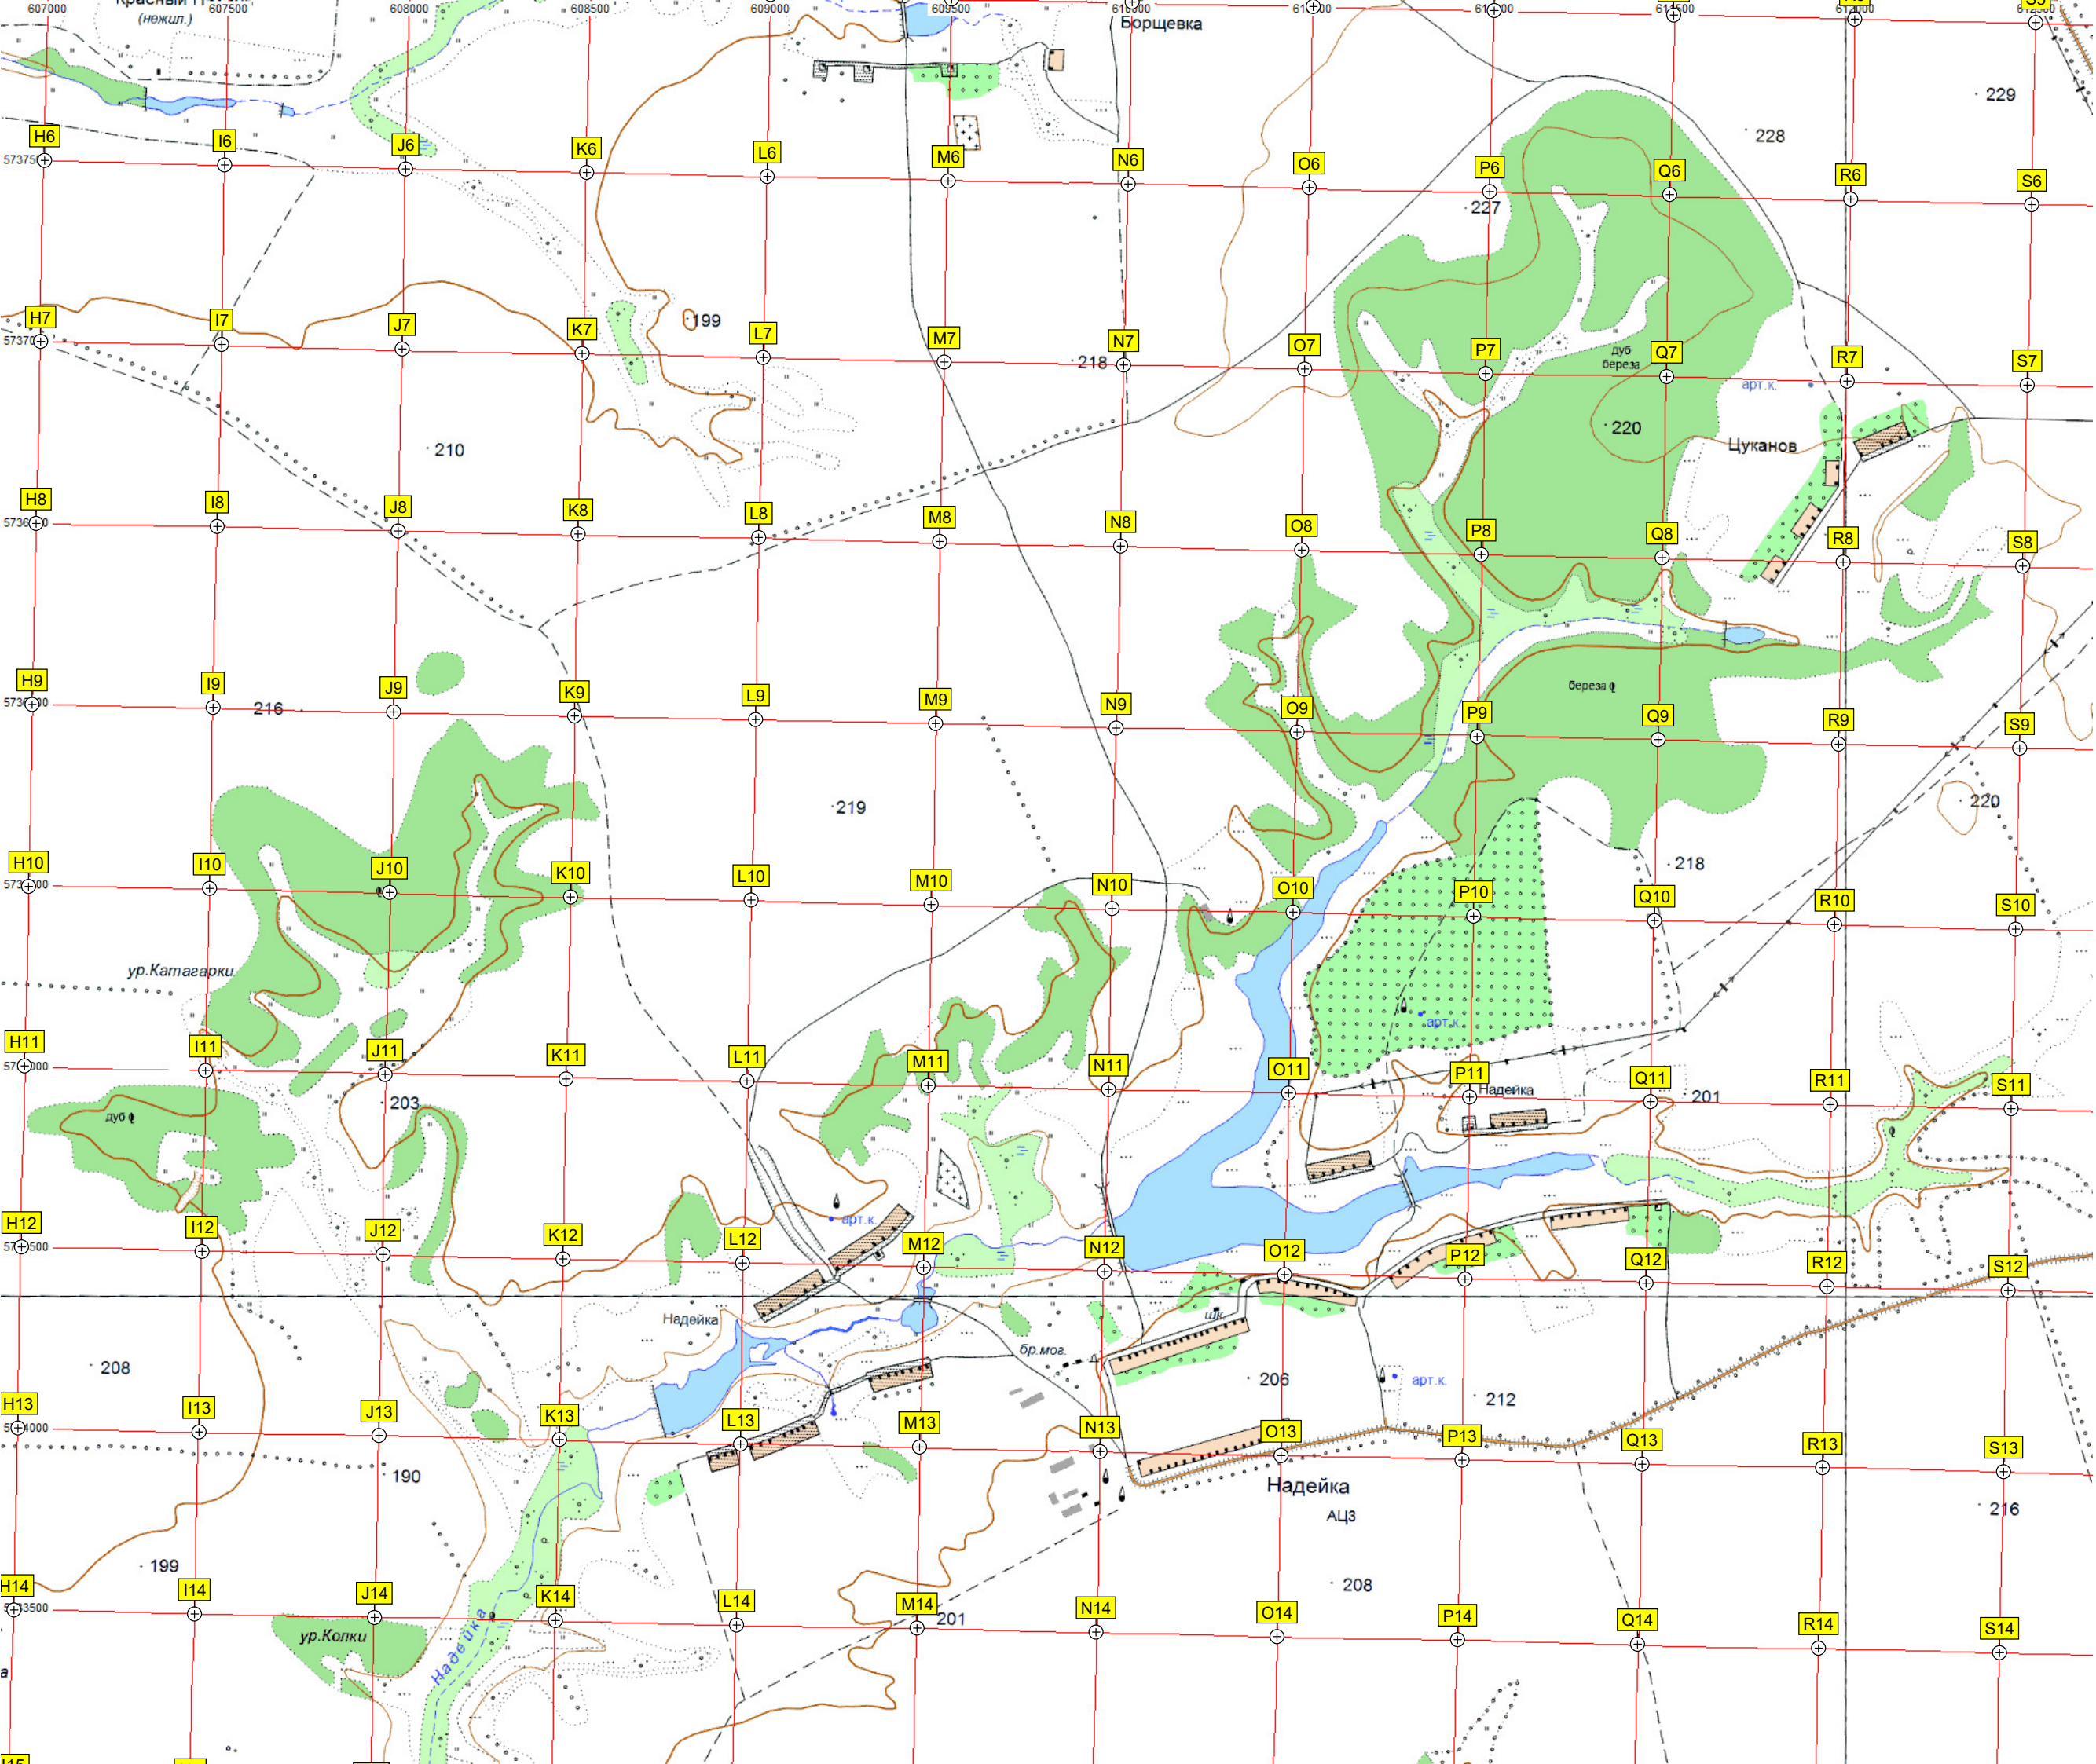 607000 607500 608000 608500 609000 609500
(нежил.)
Борщевка
229
228
H6 I6 J6 K6 L6 M6 N6 O6 P6 Q6 R6 S6
227
H7 I7 J7 K7 L7 M7 N7 O7 P7 Q7 R7 S7
199
218
дуб
береза
арт.к.
210
220
Цуканов
H8 I8 J8 K8 L8 M8 N8 O8 P8 Q8 R8 S8
H9 I9 J9 K9 L9 M9 N9 O9 P9 Q9 R9 S9
216
береза
219
220
218
H10 I10 J10 K10 L10 M10 N10 O10 P10 Q10 R10 S10
ур.Катагарки
арт.к.
H11 I11 J11 K11 L11 M11 N11 O11 P11 Q11 R11 S11
дуб
203
Надейка
201
H12 I12 J12 K12 L12 M12 N12 O12 P12 Q12 R12 S12
арт.к.
Надейка
шк.
бр.мог.
208
206
арт.к.
212
H13 I13 J13 K13 L13 M13 N13 O13 P13 Q13 R13 S13
190
Надейка
АЦЗ
216
199
208
H14 I14 J14 K14 L14 M14 N14 O14 P14 Q14 R14 S14
201
ур.Колки
Надейка